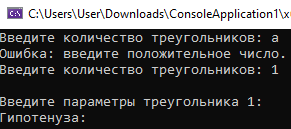 C:\Users\User\Downloads\ConsoleApplication1\x
Введите количество треугольников: a
Ошибка: введите положительное число.
Введите количество треугольников: 1
Введите параметры треугольника 1:
Гипотенуза: